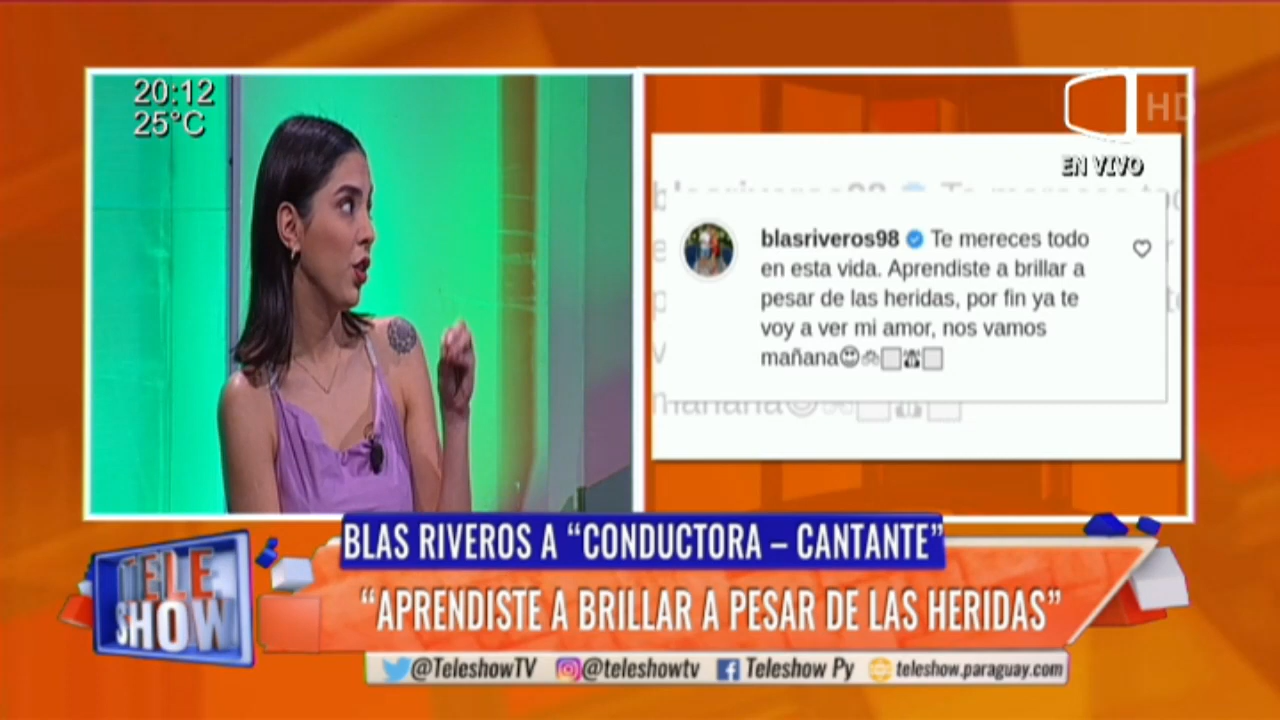 20:12
25°C
HD
EN VIVO
blasriveros98 Te mereces todo
en esta vida. Aprendiste a brillar a
pesar de las heridas, por fin ya te
voy a ver mi amor, nos vamos
mañana
mañana
TELE
SHOW
BLAS RIVEROS A “CONDUCTORA – CANTANTE”
“APRENDISTE A BRILLAR A PESAR DE LAS HERIDAS”
@TeleshowTV @teleshowtv Teleshow Py teleshow.paraguay.com